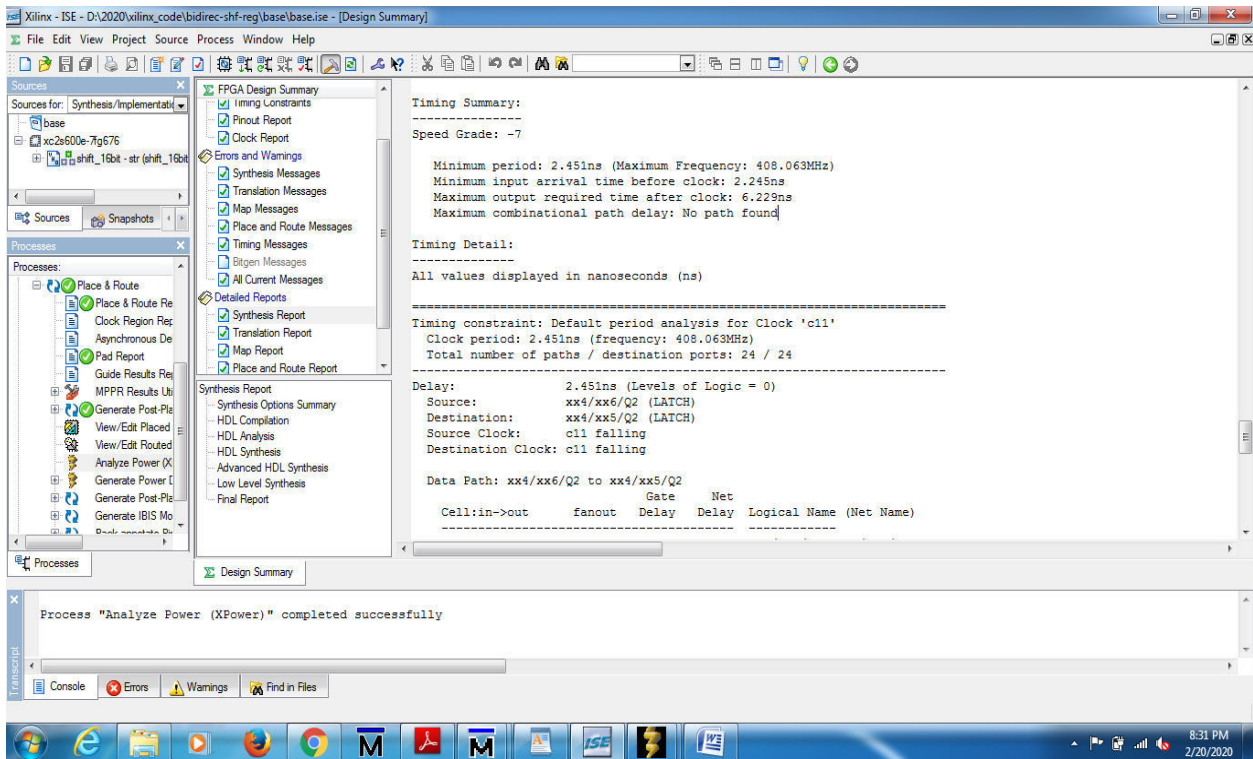 Xilinx - ISE - D:\2020\xilinx_code\bidirec-shf-reg\base\base.ise - [Design Summary]
File Edit View Project Source Process Window Help
Sources
Sources for: Synthesis/Implementatic
base
xc2s600e-7fg676
shift_16bit - str (shift_16bit
Sources Snapshots
Processes
Processes:
Place & Route
Place & Route Re
Clock Region Rep
Asynchronous De
Pad Report
Guide Results Rep
MPPR Results Uti
Generate Post-Pla
View/Edit Placed
View/Edit Routed
Analyze Power (X
Generate Power D
Generate Post-Pla
Generate IBIS Mo
Processes
FPGA Design Summary
Timing Constraints
Pinout Report
Clock Report
Errors and Warnings
Synthesis Messages
Translation Messages
Map Messages
Place and Route Messages
Timing Messages
Bitgen Messages
All Current Messages
Detailed Reports
Synthesis Report
Translation Report
Map Report
Place and Route Report
Synthesis Report
Synthesis Options Summary
HDL Compilation
HDL Analysis
HDL Synthesis
Advanced HDL Synthesis
Low Level Synthesis
Final Report
Design Summary
Timing Summary:
---------------
Speed Grade: -7
Minimum period: 2.451ns (Maximum Frequency: 408.063MHz)
Minimum input arrival time before clock: 2.245ns
Maximum output required time after clock: 6.229ns
Maximum combinational path delay: No path found
Timing Detail:
--------------
All values displayed in nanoseconds (ns)
=========================================================================
Timing constraint: Default period analysis for Clock 'c11'
Clock period: 2.451ns (frequency: 408.063MHz)
Total number of paths / destination ports: 24 / 24
-------------------------------------------------------------------------
Delay: 2.451ns (Levels of Logic = 0)
Source: xx4/xx6/Q2 (LATCH)
Destination: xx4/xx5/Q2 (LATCH)
Source Clock: c11 falling
Destination Clock: c11 falling
Data Path: xx4/xx6/Q2 to xx4/xx5/Q2
Gate Net
Cell:in->out fanout Delay Delay Logical Name (Net Name)
---------------------------------------- ------------
Process "Analyze Power (XPower)" completed successfully
Transcript
Console Errors Warnings Find in Files
M M ISE W
8:31 PM
2/20/2020